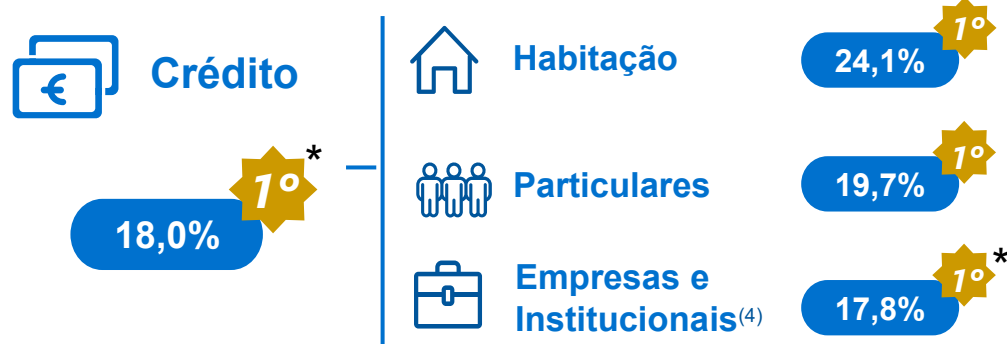 Crédito
1º*
18,0%
Habitação
24,1%
1º
Particulares
19,7%
1º
Empresas e
Institucionais(4)
17,8%
1º*
€